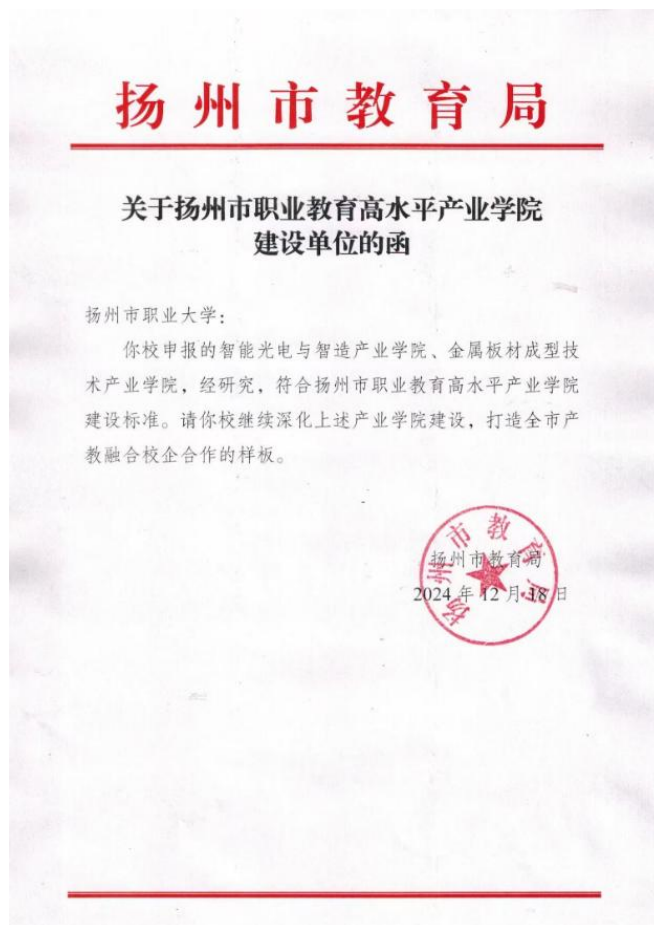 扬州市教育局
关于扬州市职业教育高水平产业学院
建设单位的函
扬州市职业大学：
你校申报的智能光电与智造产业学院、金属板材成型技
术产业学院，经研究，符合扬州市职业教育高水平产业学院
建设标准。请你校继续深化上述产业学院建设，打造全市产
教融合校企合作的样板。
扬州市教育局
扬州市教育局
2024年12月18日